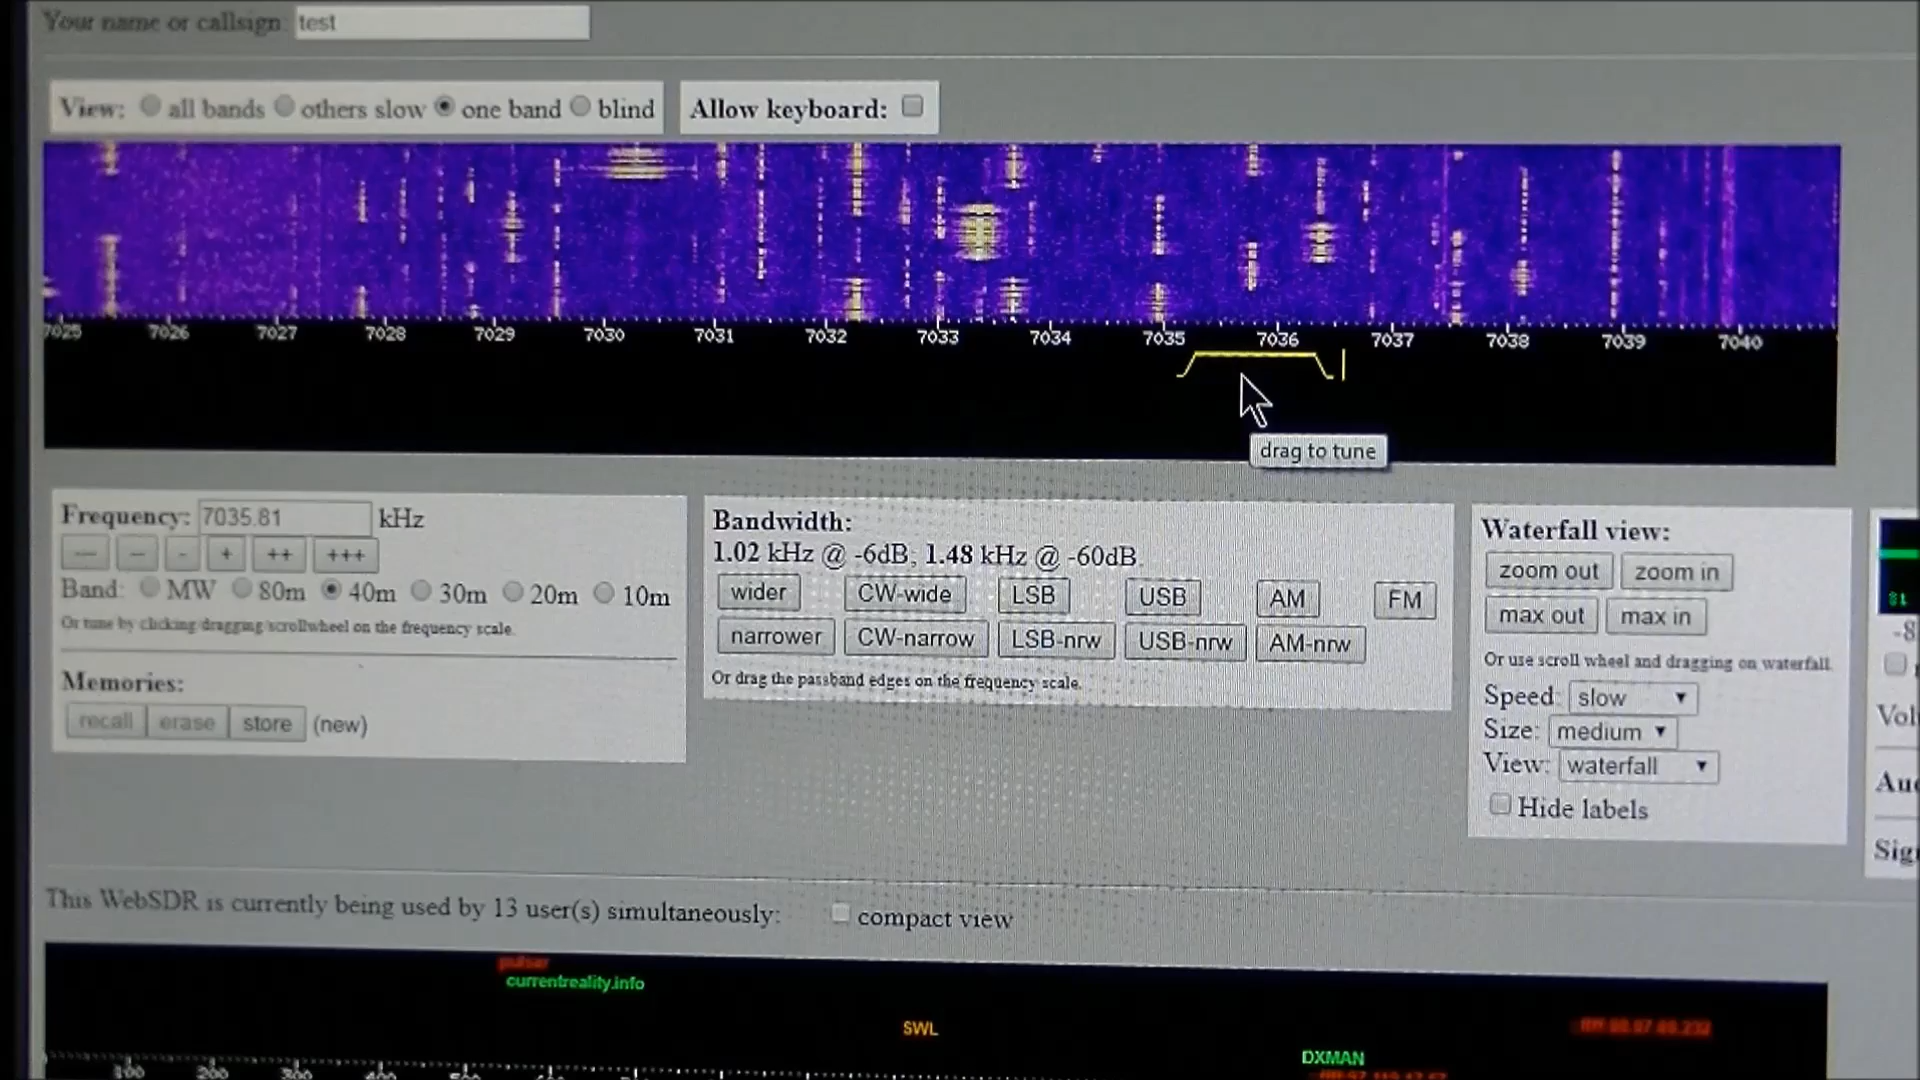 Your name or callsign: test
View: all bands others slow one band blind Allow keyboard:
7025 7026 7027 7028 7029 7030 7031 7032 7033 7034 7035 7036 7037 7038 7039 7040
drag to tune
Frequency: 7035.81 kHz
--- -- - + ++ +++
Band: MW 80m 40m 30m 20m 10m
Or tune by clicking/dragging/scrollwheel on the frequency scale.
Memories:
recall erase store (new)
Bandwidth:
1.02 kHz @ -6dB; 1.48 kHz @ -60dB
wider CW-wide LSB USB AM FM
narrower CW-narrow LSB-nrw USB-nrw AM-nrw
Or drag the passband edges on the frequency scale.
Waterfall view:
zoom out zoom in
max out max in
Or use scroll wheel and dragging on waterfall.
Speed: slow
Size: medium
View: waterfall
Hide labels
-8
Vol
Au
Sig
This WebSDR is currently being used by 13 user(s) simultaneously: compact view
pulsar
currentreality.info
SWL
DXMAN
100 200 300 400